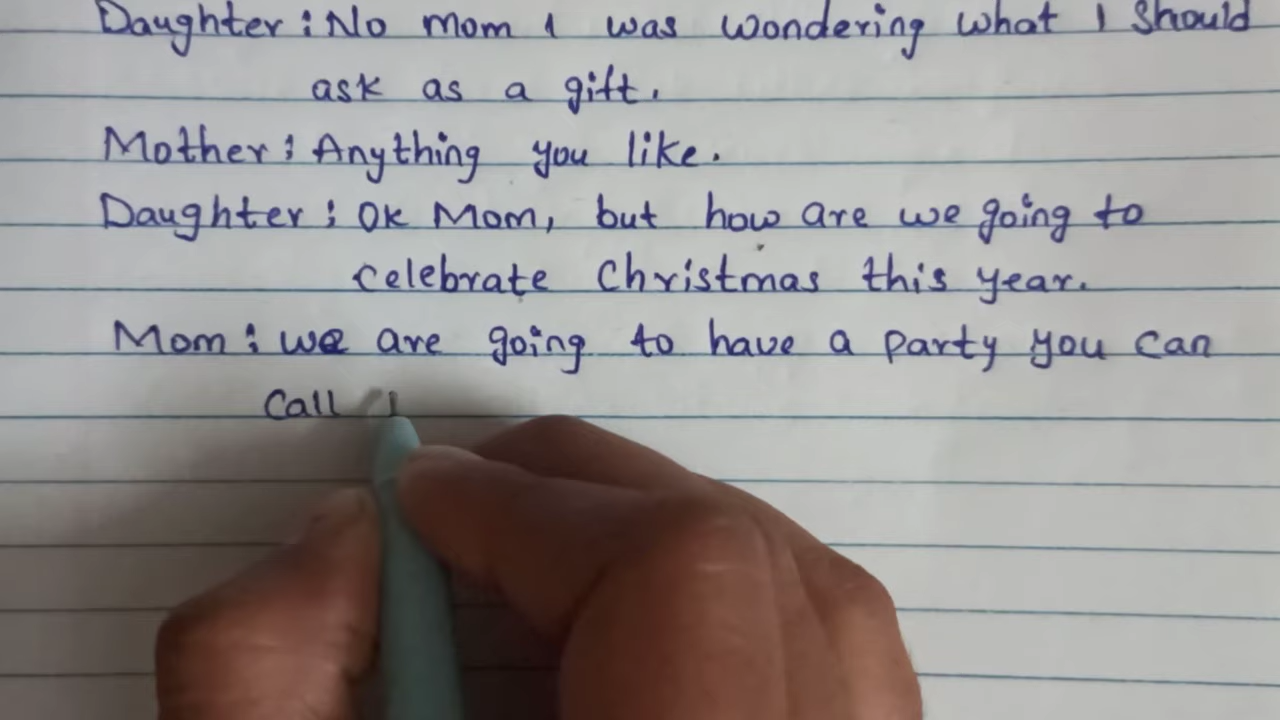 Daughter : No mom I was wondering what I should
ask as a gift.
Mother : Anything you like.
Daughter : Ok Mom, but how are we going to
celebrate Christmas this year.
Mom : we are going to have a party you can
call